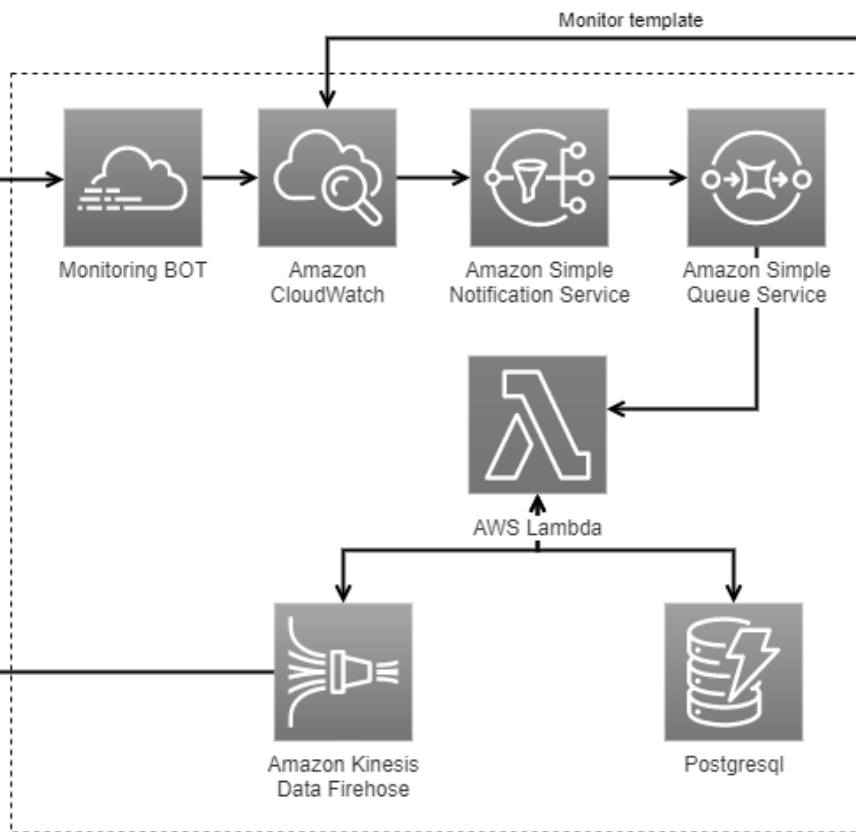 Monitor template
Monitoring BOT
Amazon
CloudWatch
Amazon Simple
Notification Service
Amazon Simple
Queue Service
AWS Lambda
Amazon Kinesis
Data Firehose
Postgresql